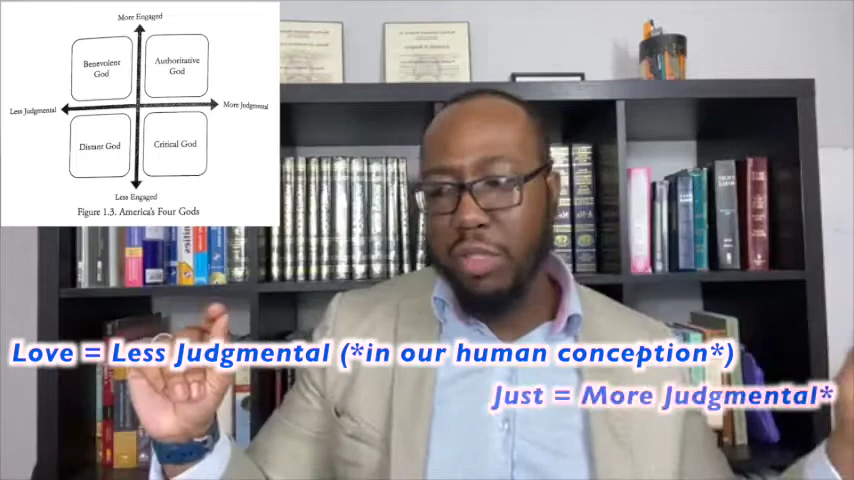 More Engaged
Benevolent
God
Authoritative
God
Less Judgmental
More Judgmental
Distant God
Critical God
Less Engaged
Figure 1.3. America's Four Gods
Love = Less Judgmental (*in our human conception*)
Just = More Judgmental*